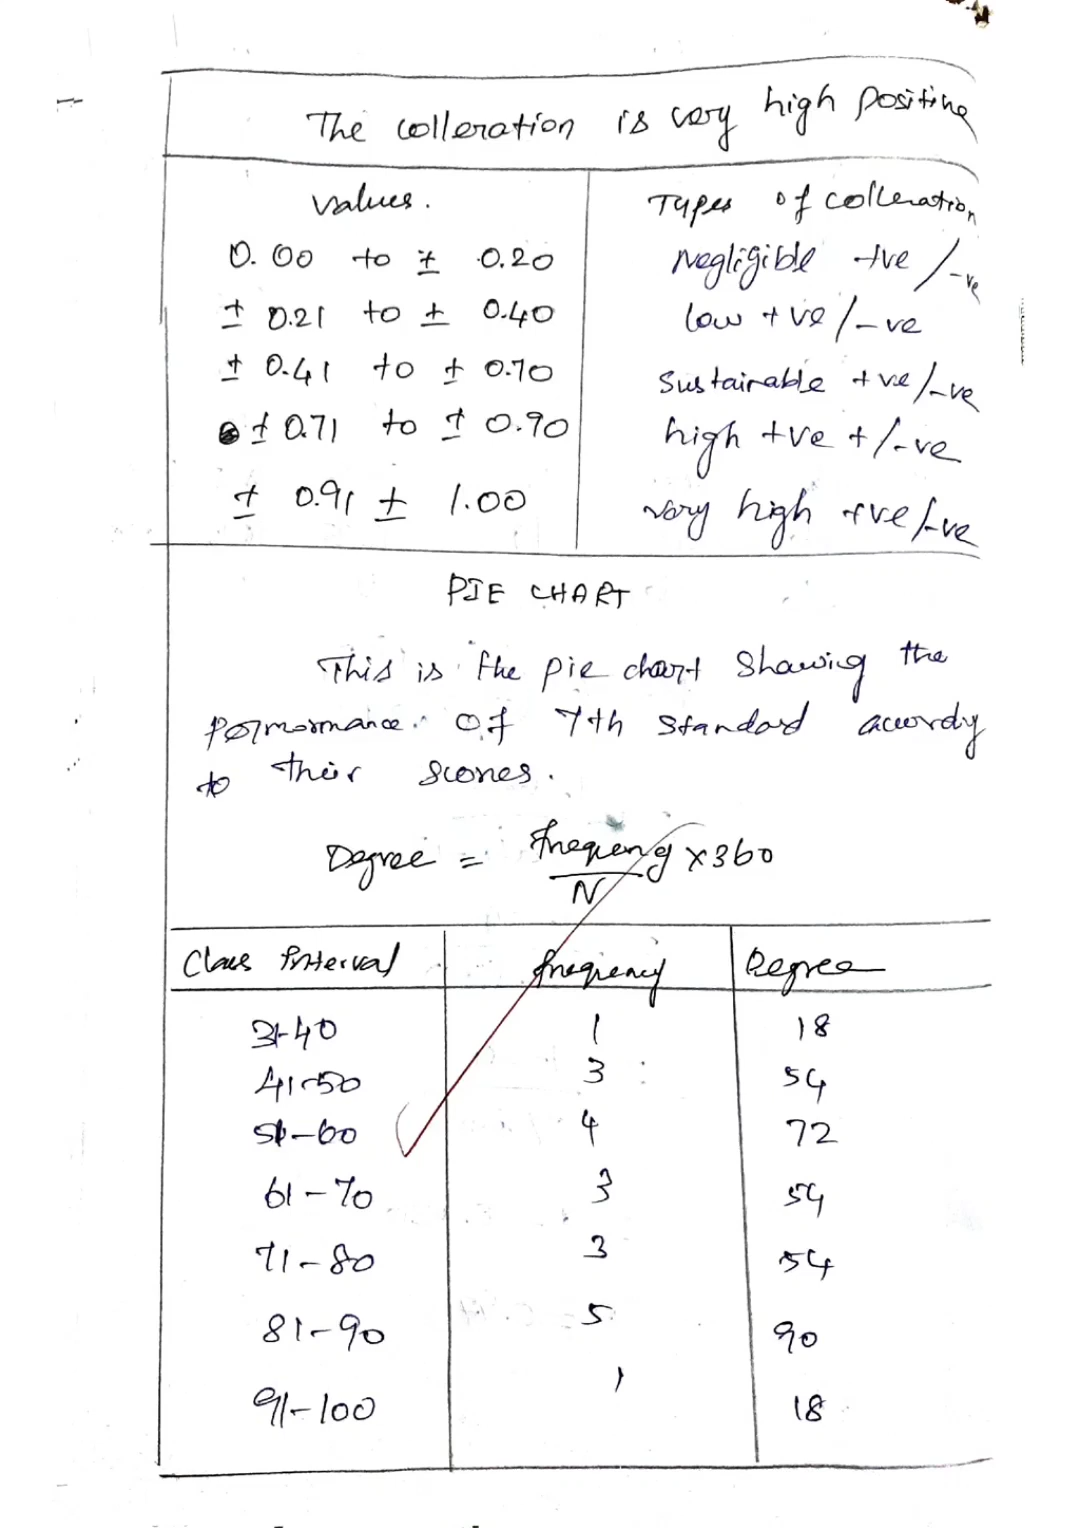 The colleration is very high positive
values. Types of colleration
0.00 to ± 0.20 Negligible +ve /-ve
± 0.21 to ± 0.40 low +ve /-ve
± 0.41 to ± 0.70 Sustairable +ve/-ve
± 0.71 to ± 0.90 high +ve +/-ve
± 0.91 ± 1.00 very high +ve/-ve
PIE CHART
This is the pie chart Showing the
of 7th Standard accordy
to their Scores.
Degree = frequency x360
N
Class Interval frequency Degree
31-40 1 18
41-50 3 54
51-60 4 72
61-70 3 54
71-80 3 54
81-90 5 90
91-100 1 18